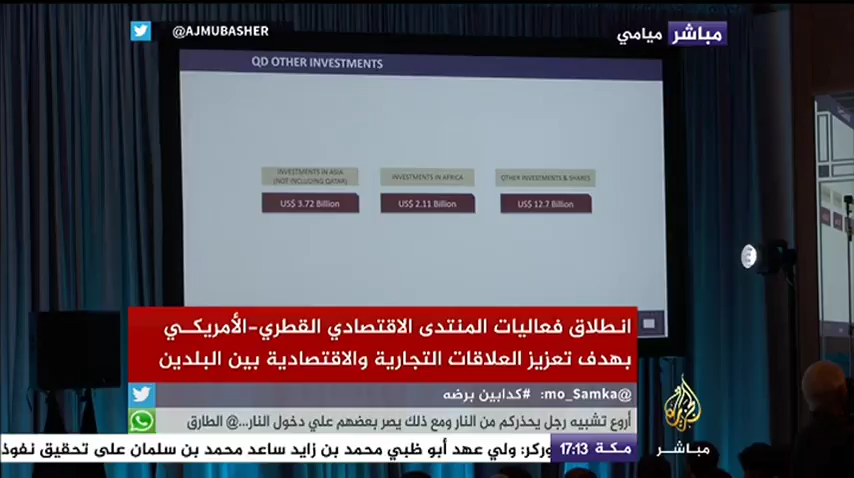 @AJMUBASHER
مباشر ميامي
QD OTHER INVESTMENTS
INVESTMENTS IN ASIA
(NOT INCLUDING QATAR)
US$ 3.72 Billion
INVESTMENTS IN AFRICA
US$ 2.11 Billion
OTHER INVESTMENTS & SHARES
US$ 12.7 Billion
انطلاق فعاليات المنتدى الاقتصادي القطري-الأمريكي
بهدف تعزيز العلاقات التجارية والاقتصادية بين البلدين
@mo_Samka: #كدابين برضه
أروع تشبيه رجل يحذركم من النار ومع ذلك يصر بعضهم علي دخول النار...@ الطارق
مكة 17:13
وركر: ولي عهد أبو ظبي محمد بن زايد ساعد محمد بن سلمان على تحقيق نفوذ
الجزيرة
مباشر